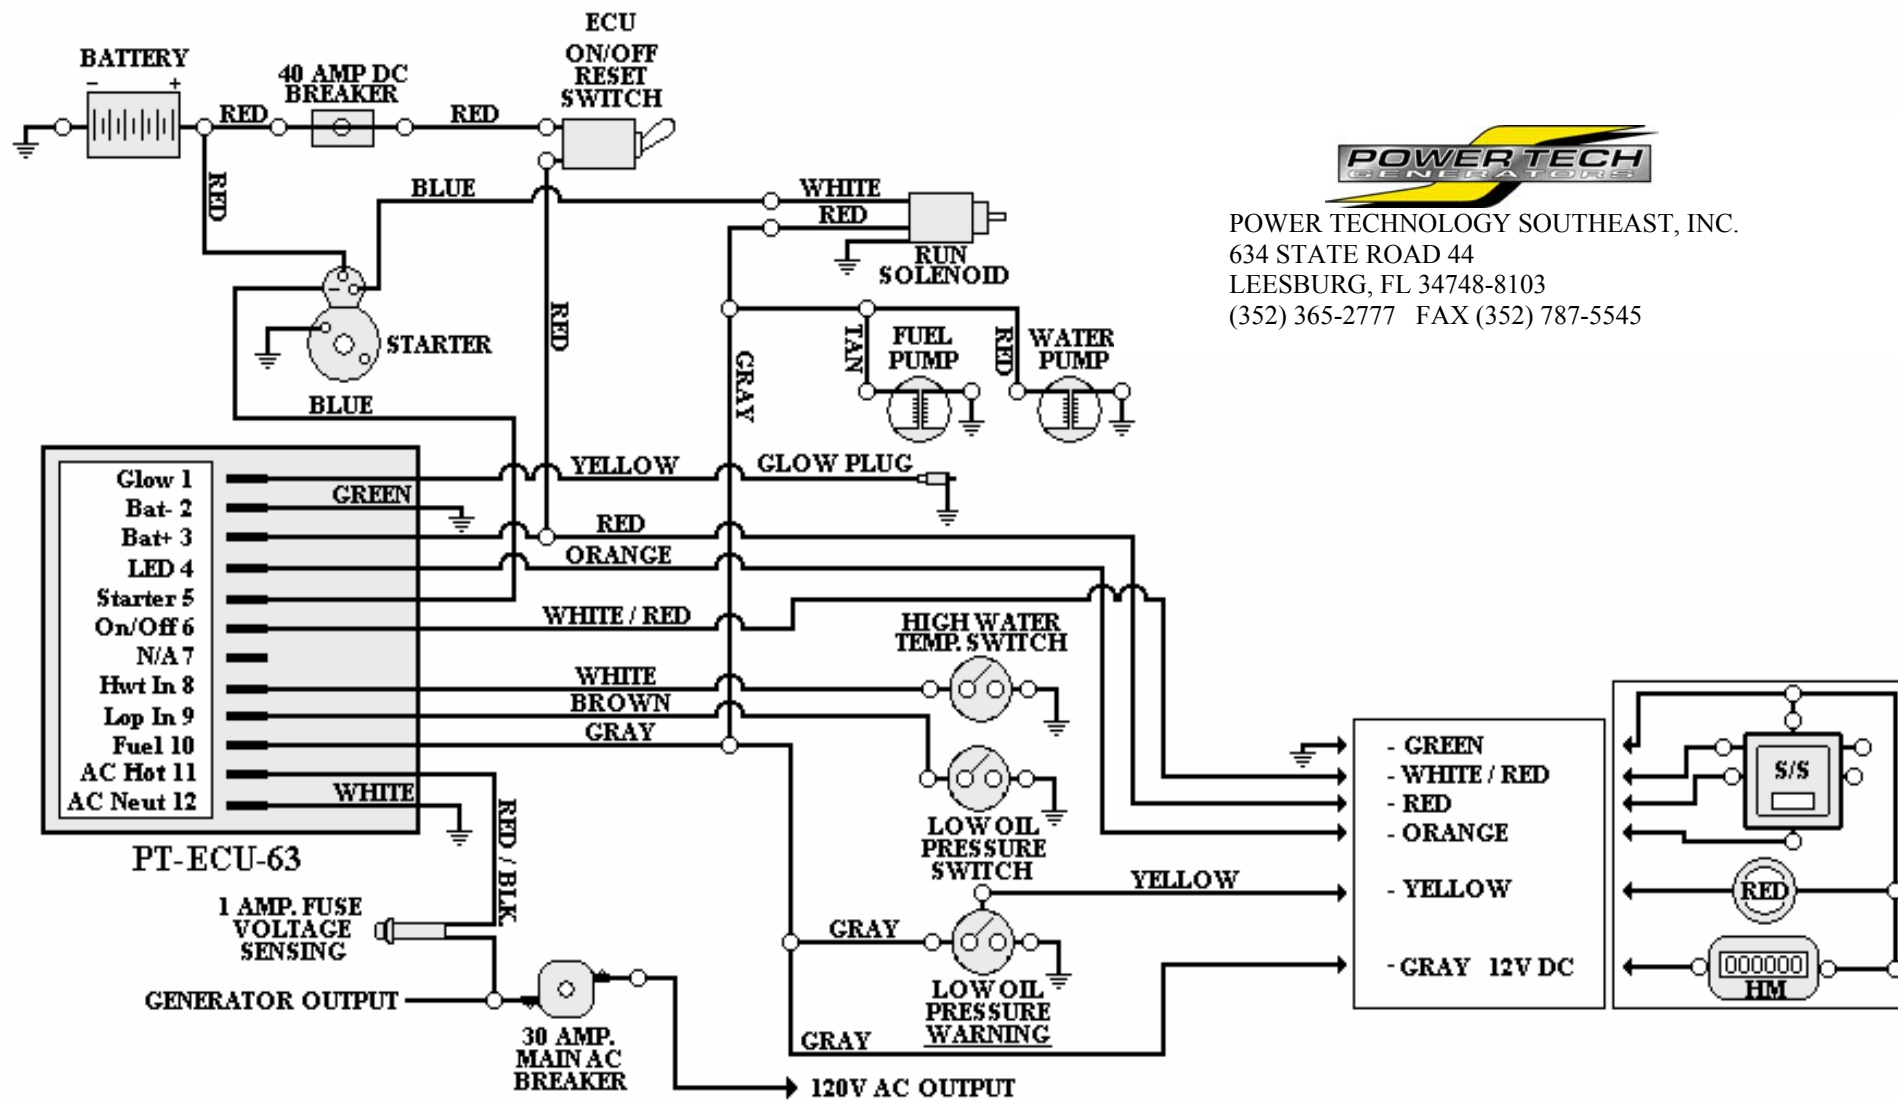 ECU
ON/OFF
RESET
SWITCH
BATTERY
- +
40 AMP DC
BREAKER
RED
RED
RED
BLUE
WHITE
RED
RUN
SOLENOID
POWER TECH
GENERATORS
POWER TECHNOLOGY SOUTHEAST, INC.
634 STATE ROAD 44
LEESBURG, FL 34748-8103
(352) 365-2777 FAX (352) 787-5545
STARTER
RED
BLUE
GRAY
TAN
FUEL
PUMP
RED
WATER
PUMP
Glow 1
Bat- 2
Bat+ 3
LED 4
Starter 5
On/Off 6
N/A 7
Hwt In 8
Lop In 9
Fuel 10
AC Hot 11
AC Neut 12
PT-ECU-63
YELLOW
GLOW PLUG
GREEN
RED
ORANGE
WHITE / RED
WHITE
BROWN
GRAY
WHITE
RED / BLK
HIGH WATER
TEMP. SWITCH
LOW OIL
PRESSURE
SWITCH
YELLOW
GRAY
LOW OIL
PRESSURE
WARNING
GRAY
1 AMP. FUSE
VOLTAGE
SENSING
GENERATOR OUTPUT
30 AMP.
MAIN AC
BREAKER
120V AC OUTPUT
- GREEN
- WHITE / RED
- RED
- ORANGE
- YELLOW
- GRAY 12V DC
S/S
RED
000000
HM